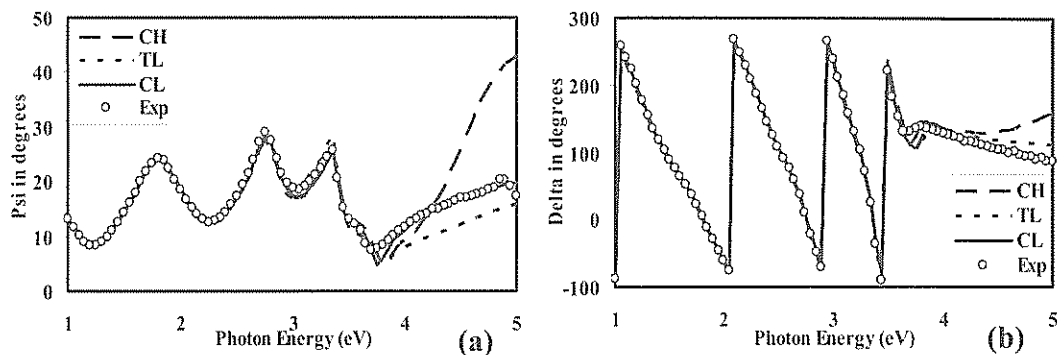 50
40
30
20
10
0
Psi in degrees
CH
TL
CL
Exp
1 2 3 4 5
Photon Energy (eV)
(a)
300
200
100
0
-100
Delta in degrees
CH
TL
CL
Exp
1 2 3 4 5
Photon Energy (eV)
(b)